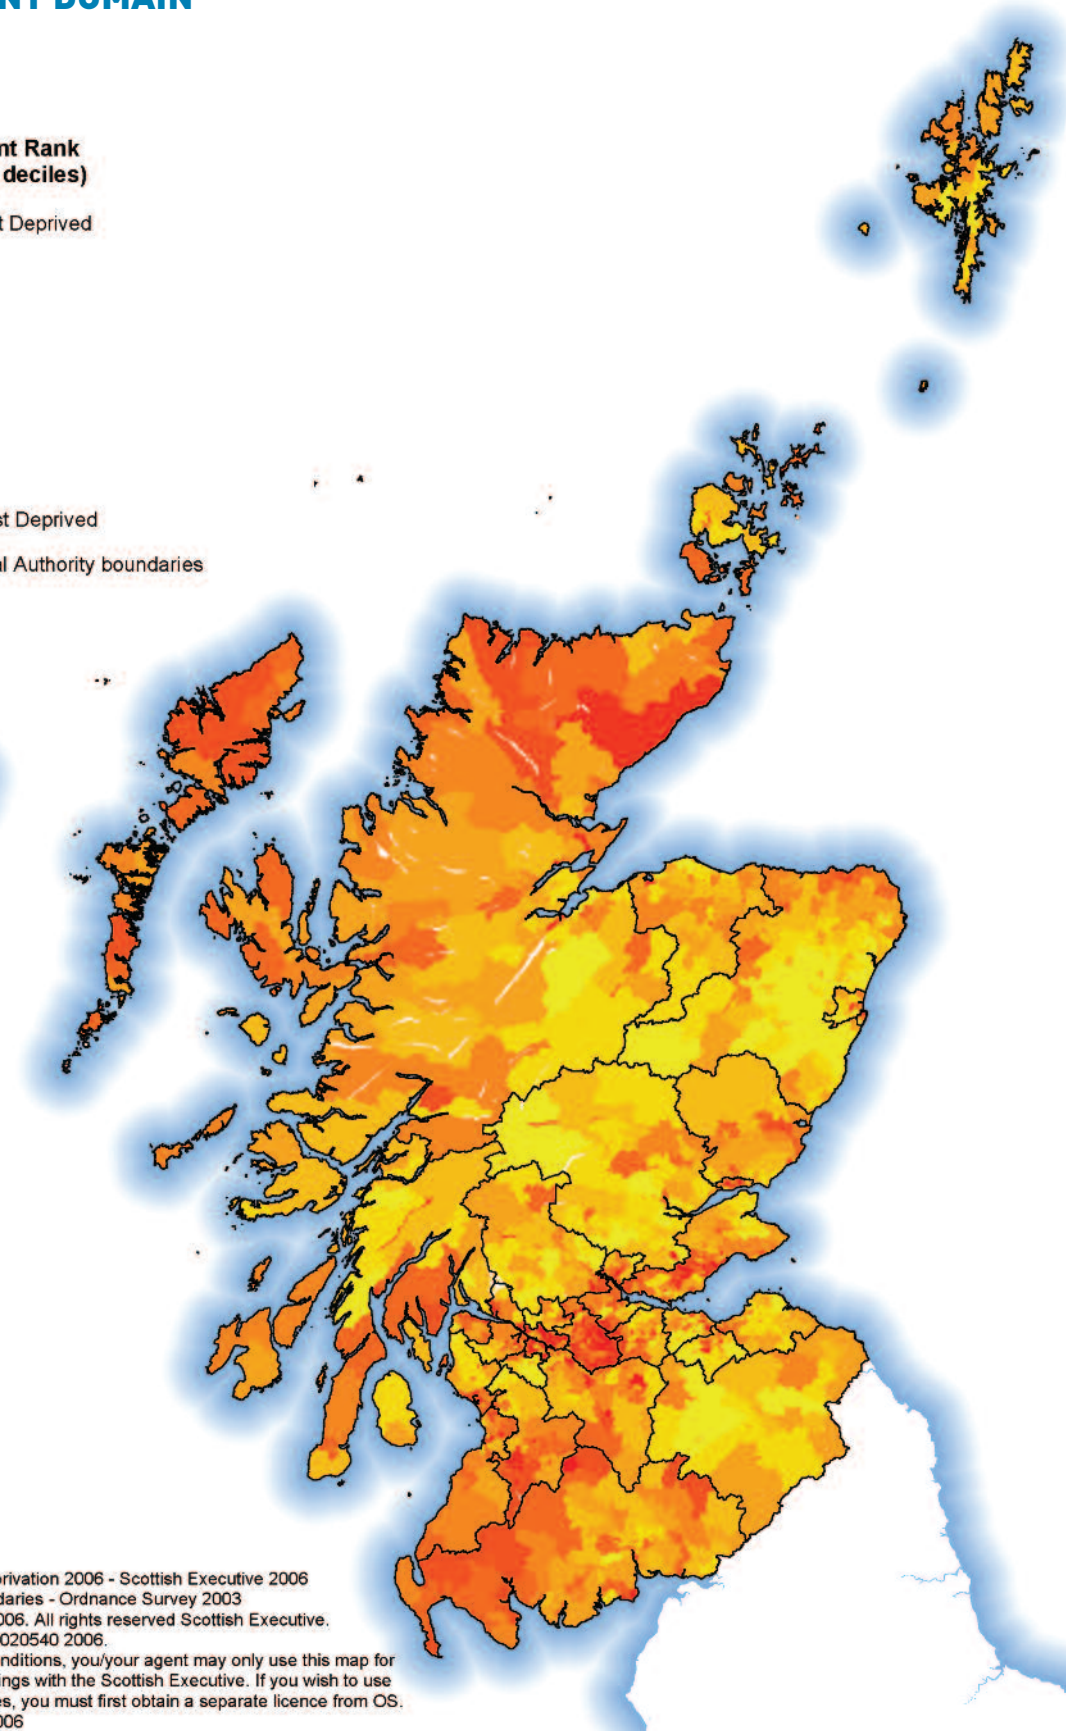 NT DOMAIN
nt Rank
deciles)
t Deprived
st Deprived
l Authority boundaries
rivation 2006 - Scottish Executive 2006
daries - Ordnance Survey 2003
006. All rights reserved Scottish Executive.
020540 2006.
nditions, you/your agent may only use this map for
ings with the Scottish Executive. If you wish to use
es, you must first obtain a separate licence from OS.
006